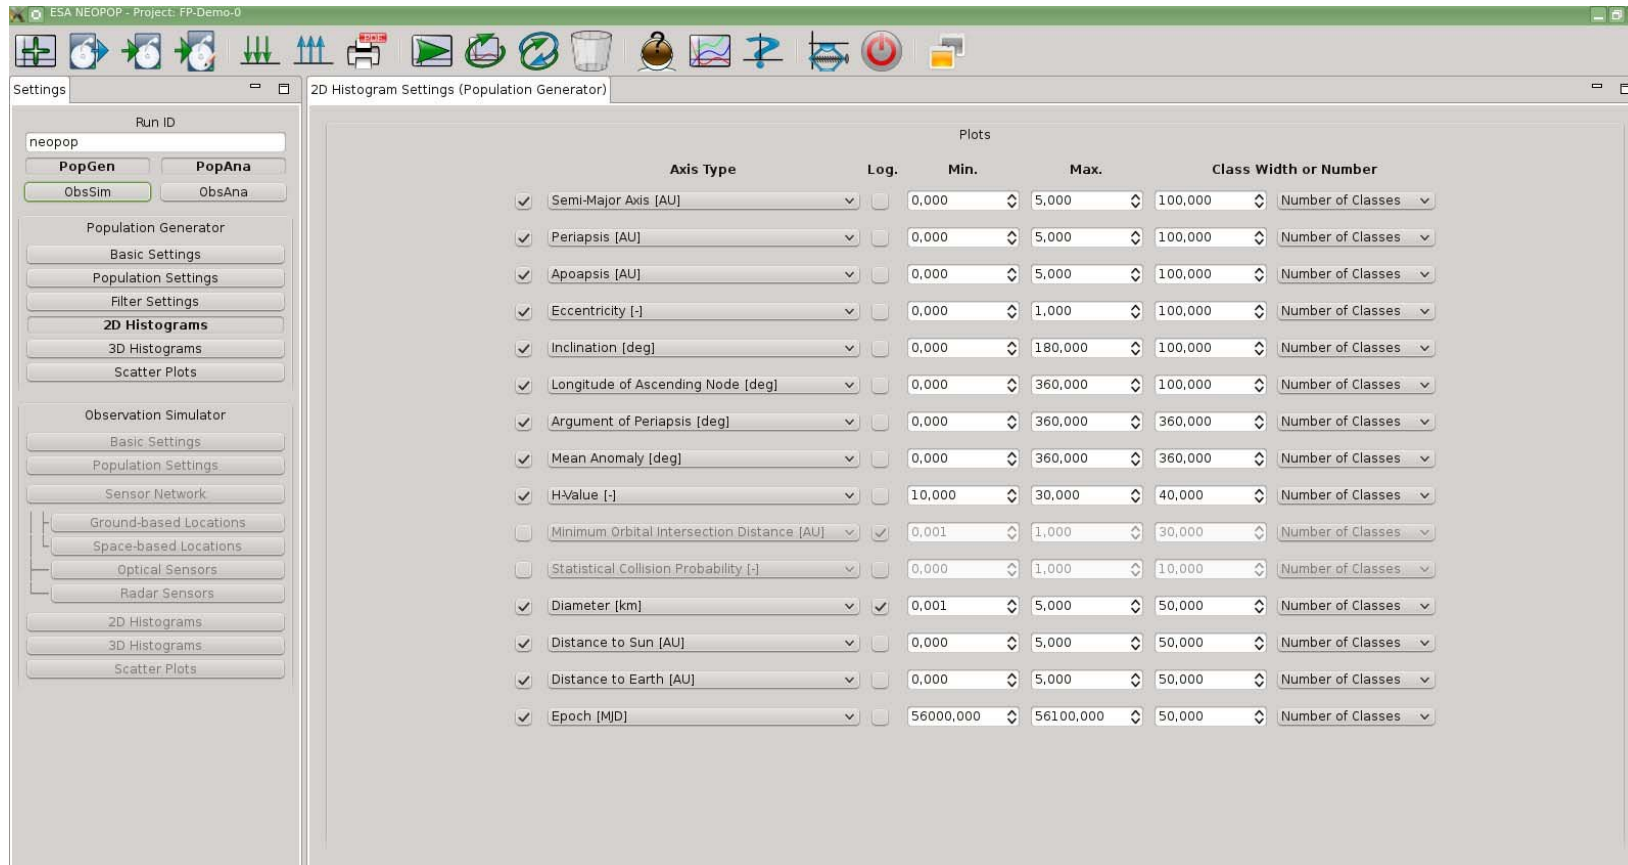 ESA NEOPOP - Project: FP-Demo-0
PDF
Settings
2D Histogram Settings (Population Generator)
Run ID
neopop
PopGen PopAna
ObsSim ObsAna
Population Generator
Basic Settings
Population Settings
Filter Settings
2D Histograms
3D Histograms
Scatter Plots
Observation Simulator
Basic Settings
Population Settings
Sensor Network
Ground-based Locations
Space-based Locations
Optical Sensors
Radar Sensors
2D Histograms
3D Histograms
Scatter Plots
Plots
Axis Type Log. Min. Max. Class Width or Number
Semi-Major Axis [AU] 0,000 5,000 100,000 Number of Classes
Periapsis [AU] 0,000 5,000 100,000 Number of Classes
Apoapsis [AU] 0,000 5,000 100,000 Number of Classes
Eccentricity [-] 0,000 1,000 100,000 Number of Classes
Inclination [deg] 0,000 180,000 100,000 Number of Classes
Longitude of Ascending Node [deg] 0,000 360,000 100,000 Number of Classes
Argument of Periapsis [deg] 0,000 360,000 360,000 Number of Classes
Mean Anomaly [deg] 0,000 360,000 360,000 Number of Classes
H-Value [-] 10,000 30,000 40,000 Number of Classes
Minimum Orbital Intersection Distance [AU] 0,001 1,000 30,000 Number of Classes
Statistical Collision Probability [-] 0,000 1,000 10,000 Number of Classes
Diameter [km] 0,001 5,000 50,000 Number of Classes
Distance to Sun [AU] 0,000 5,000 50,000 Number of Classes
Distance to Earth [AU] 0,000 5,000 50,000 Number of Classes
Epoch [MJD] 56000,000 56100,000 50,000 Number of Classes